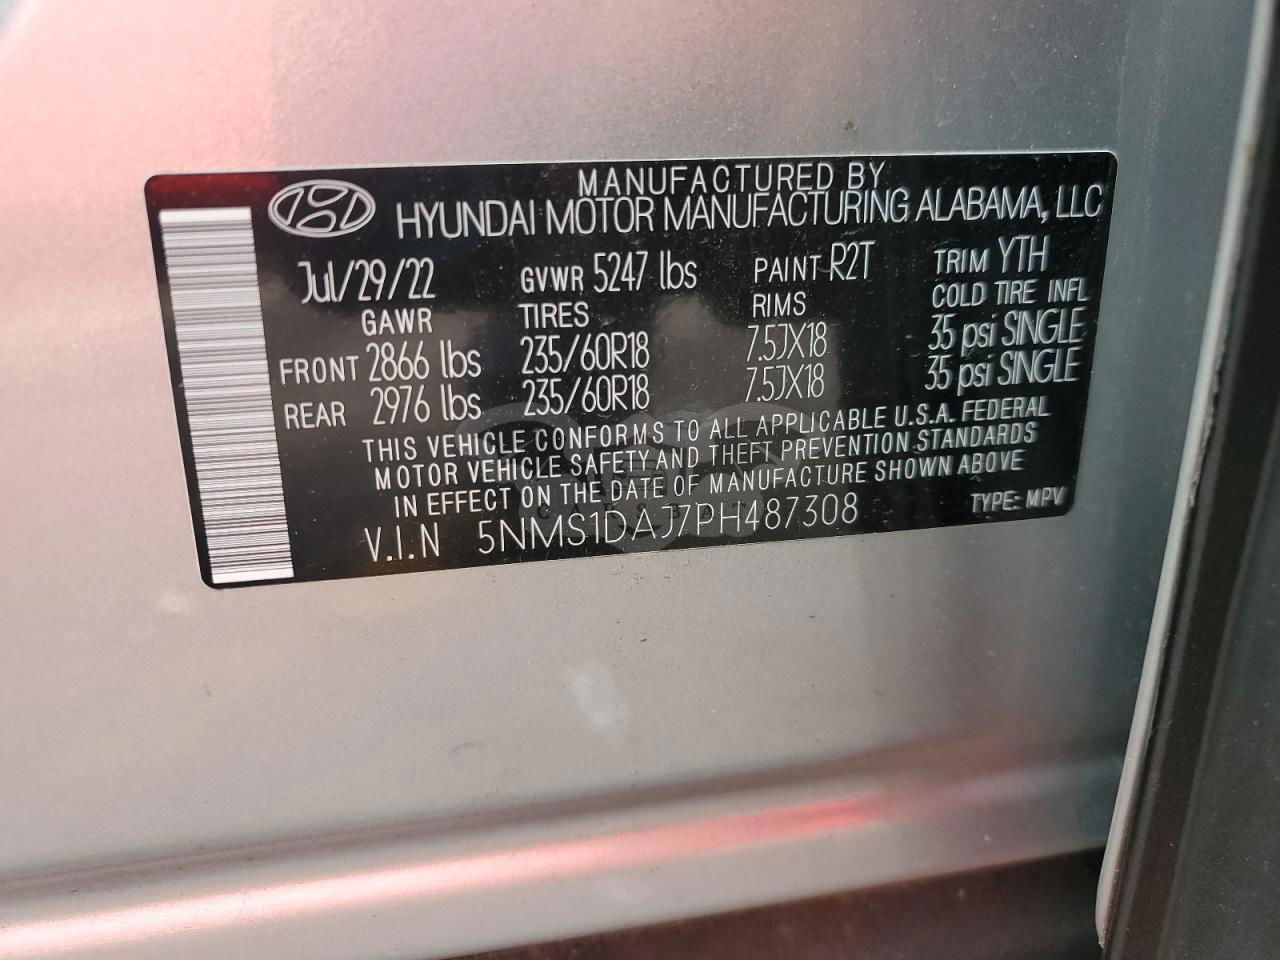 MANUFACTURED BY
HYUNDAI MOTOR MANUFACTURING ALABAMA, LLC
Jul/29/22 GVWR 5247 lbs PAINT R2T TRIM YTH
GAWR TIRES RIMS COLD TIRE INFL
FRONT 2866 lbs 235/60R18 7.5JX18 35 psi SINGLE
REAR 2976 lbs 235/60R18 7.5JX18 35 psi SINGLE
THIS VEHICLE CONFORMS TO ALL APPLICABLE U.S.A. FEDERAL
MOTOR VEHICLE SAFETY AND THEFT PREVENTION STANDARDS
IN EFFECT ON THE DATE OF MANUFACTURE SHOWN ABOVE
V.I.N 5NMS1DAJ7PH487308 TYPE: MPV